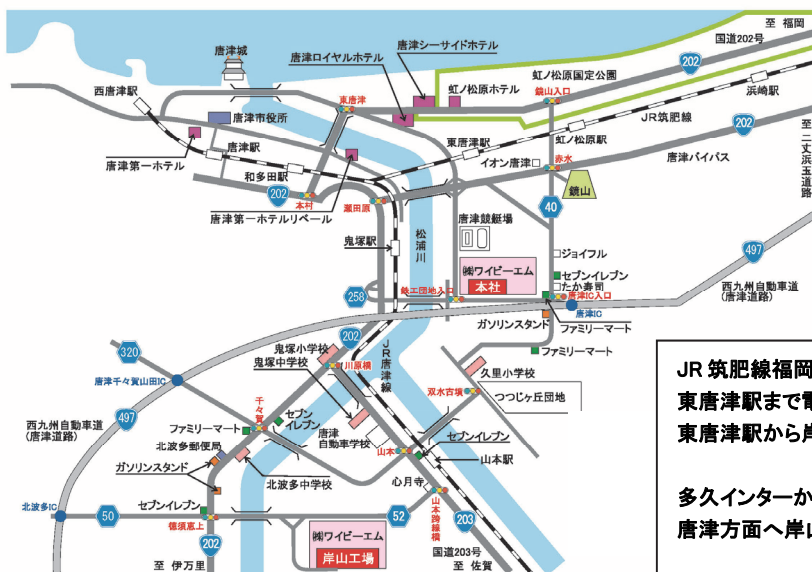 至 福岡
国道202号
唐津シーサイドホテル
唐津城
唐津ロイヤルホテル
虹ノ松原国定公園
202
西唐津駅
虹ノ松原ホテル
鏡山入口
浜崎駅
東唐津
唐津市役所
JR筑肥線
202
至 二丈浜玉道路
唐津第一ホテル
唐津駅
東唐津駅
虹ノ松原駅
イオン唐津
赤水
唐津バイパス
和多田駅
202
本村
瀬田原
鏡山
唐津第一ホテルリベール
40
唐津競艇場
鬼塚駅
松浦川
497
ジョイフル
㈱ワイビーエム
本社
セブンイレブン
たか寿司
西九州自動車道
(唐津道路)
258
鉄工団地入口
唐津IC入口
唐津IC
ガソリンスタンド
ファミリーマート
202
JR唐津線
320
鬼塚小学校
鬼塚中学校
川原橋
ファミリーマート
久里小学校
唐津千々賀山田IC
双水古墳
つつじヶ丘団地
千々賀
セブン
イレブン
497
西九州自動車道
(唐津道路)
ファミリーマート
唐津
自動車学校
セブンイレブン
北波多郵便局
山本
山本駅
ガソリンスタンド
北波多中学校
心月寺
北波多IC
セブンイレブン
山本跨線橋
50
徳須恵上
52
203
202
㈱ワイビーエム
岸山工場
国道203号
至 伊万里
至 佐賀
JR 筑肥線福岡
東唐津駅まで電
東唐津駅から岸
多久インターか
唐津方面へ岸山